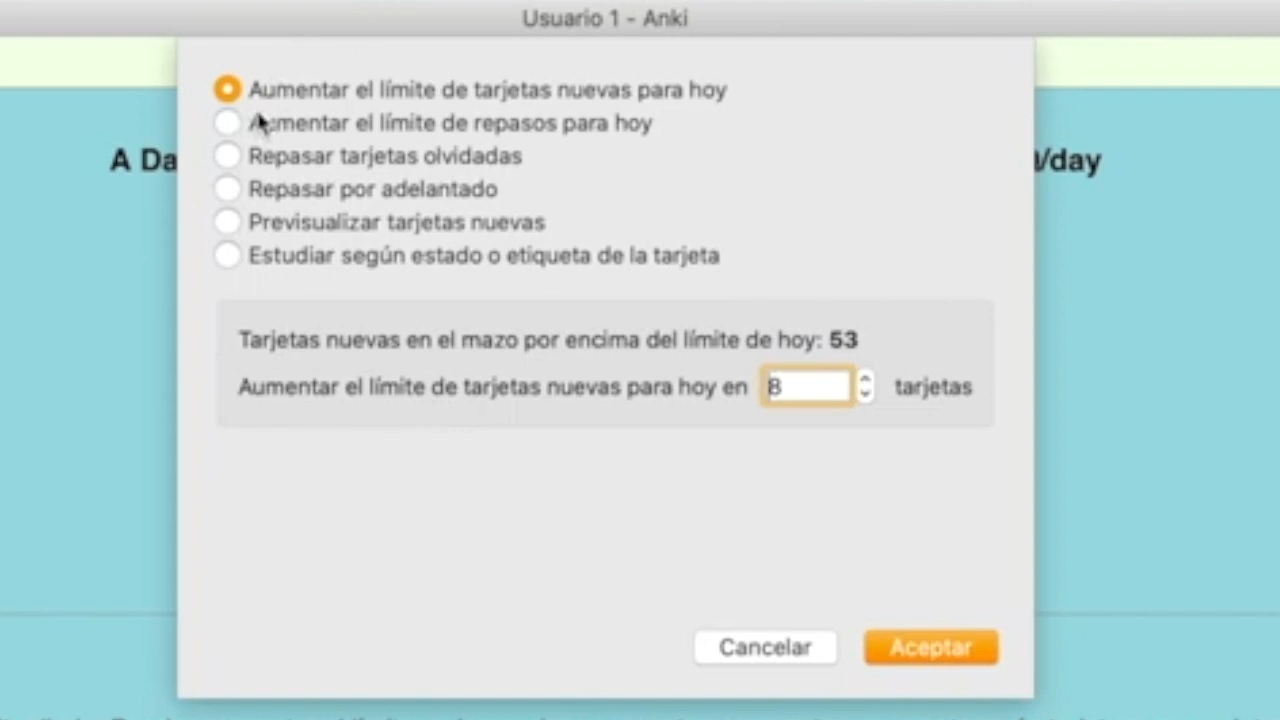 Usuario 1 - Anki
Aumentar el límite de tarjetas nuevas para hoy
Aumentar el límite de repasos para hoy
A Da
/day
Repasar tarjetas olvidadas
Repasar por adelantado
Previsualizar tarjetas nuevas
Estudiar según estado o etiqueta de la tarjeta
Tarjetas nuevas en el mazo por encima del límite de hoy: 53
Aumentar el límite de tarjetas nuevas para hoy en 8 tarjetas
Cancelar Aceptar